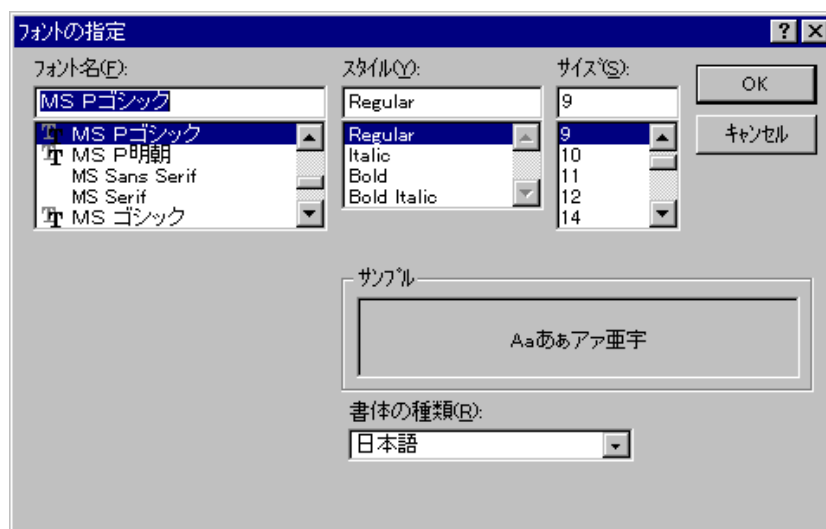 フォントの指定
フォント名(F):
MS Pゴシック
MS Pゴシック
MS P明朝
MS Sans Serif
MS Serif
MS ゴシック
スタイル(Y):
Regular
Regular
Italic
Bold
Bold Italic
サイズ(S):
9
9
10
11
12
14
OK
キャンセル
サンプル
Aaあぁアァ亜宇
書体の種類(R):
日本語